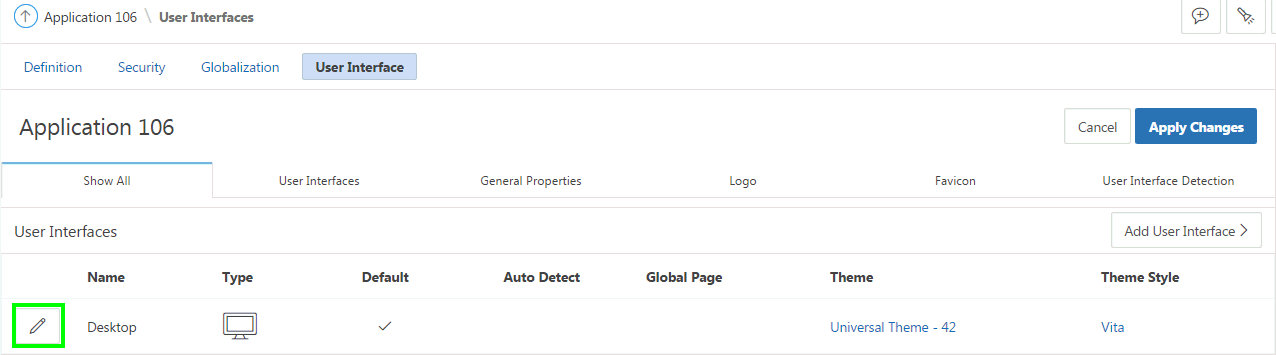 Application 106 \ User Interfaces
Definition Security Globalization User Interface
Application 106
Cancel Apply Changes
Show All User Interfaces General Properties Logo Favicon User Interface Detection
User Interfaces
Add User Interface >
Name Type Default Auto Detect Global Page Theme Theme Style
Desktop Universal Theme - 42 Vita